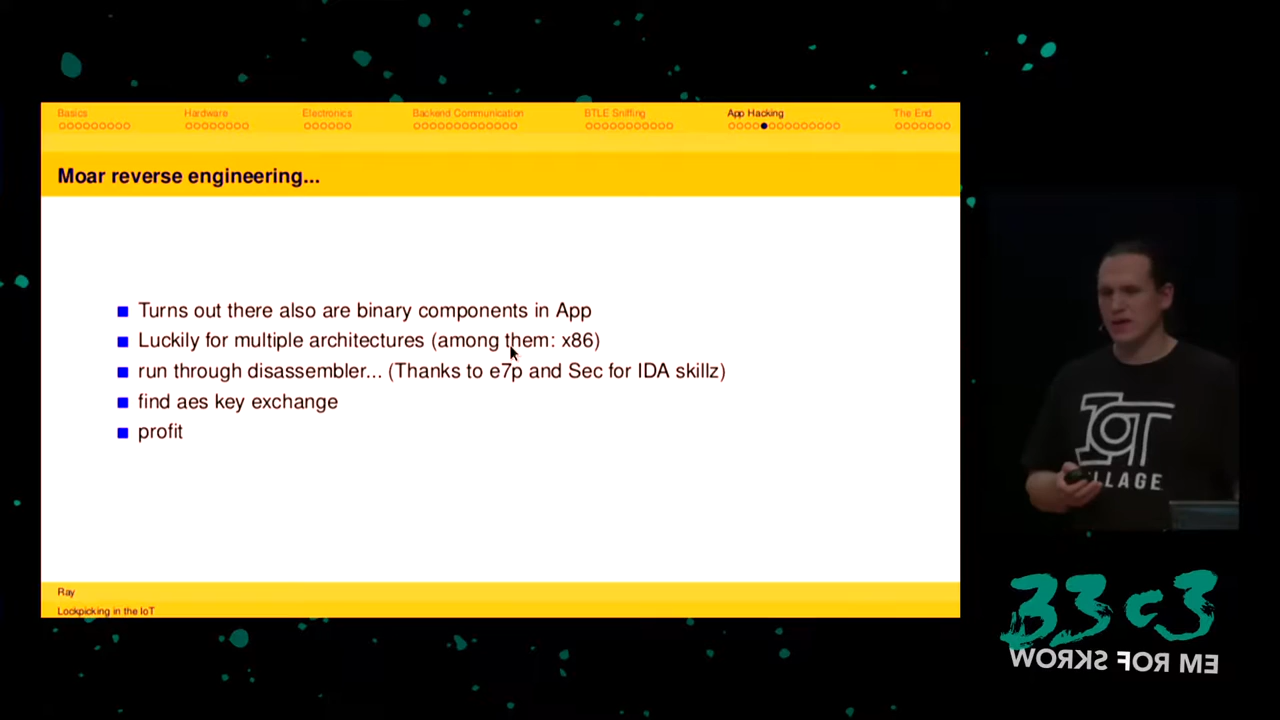 Basics Hardware Electronics Backend Communication BTLE Sniffing App Hacking The End
Moar reverse engineering...
Turns out there also are binary components in App
Luckily for multiple architectures (among them: x86)
run through disassembler... (Thanks to e7p and Sec for IDA skillz)
find aes key exchange
profit
Ray
Lockpicking in the IoT
IOT
VILLAGE
33c3
WORKS FOR ME